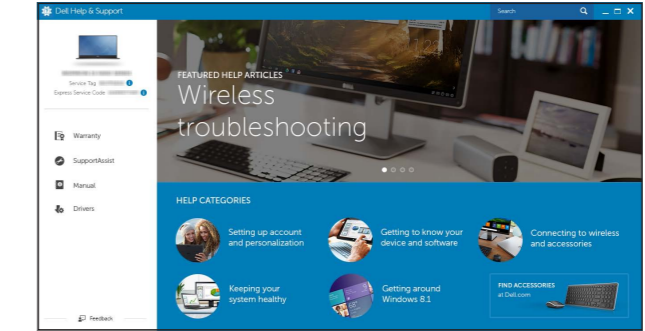 Dell Help & Support
Search
Service Tag
Express Service Code
Warranty
SupportAssist
Manual
Drivers
Feedback
FEATURED HELP ARTICLES
Wireless
troubleshooting
HELP CATEGORIES
Setting up account
and personalization
Getting to know your
device and software
Connecting to wireless
and accessories
Keeping your
system healthy
Getting around
Windows 8.1
FIND ACCESSORIES
at Dell.com